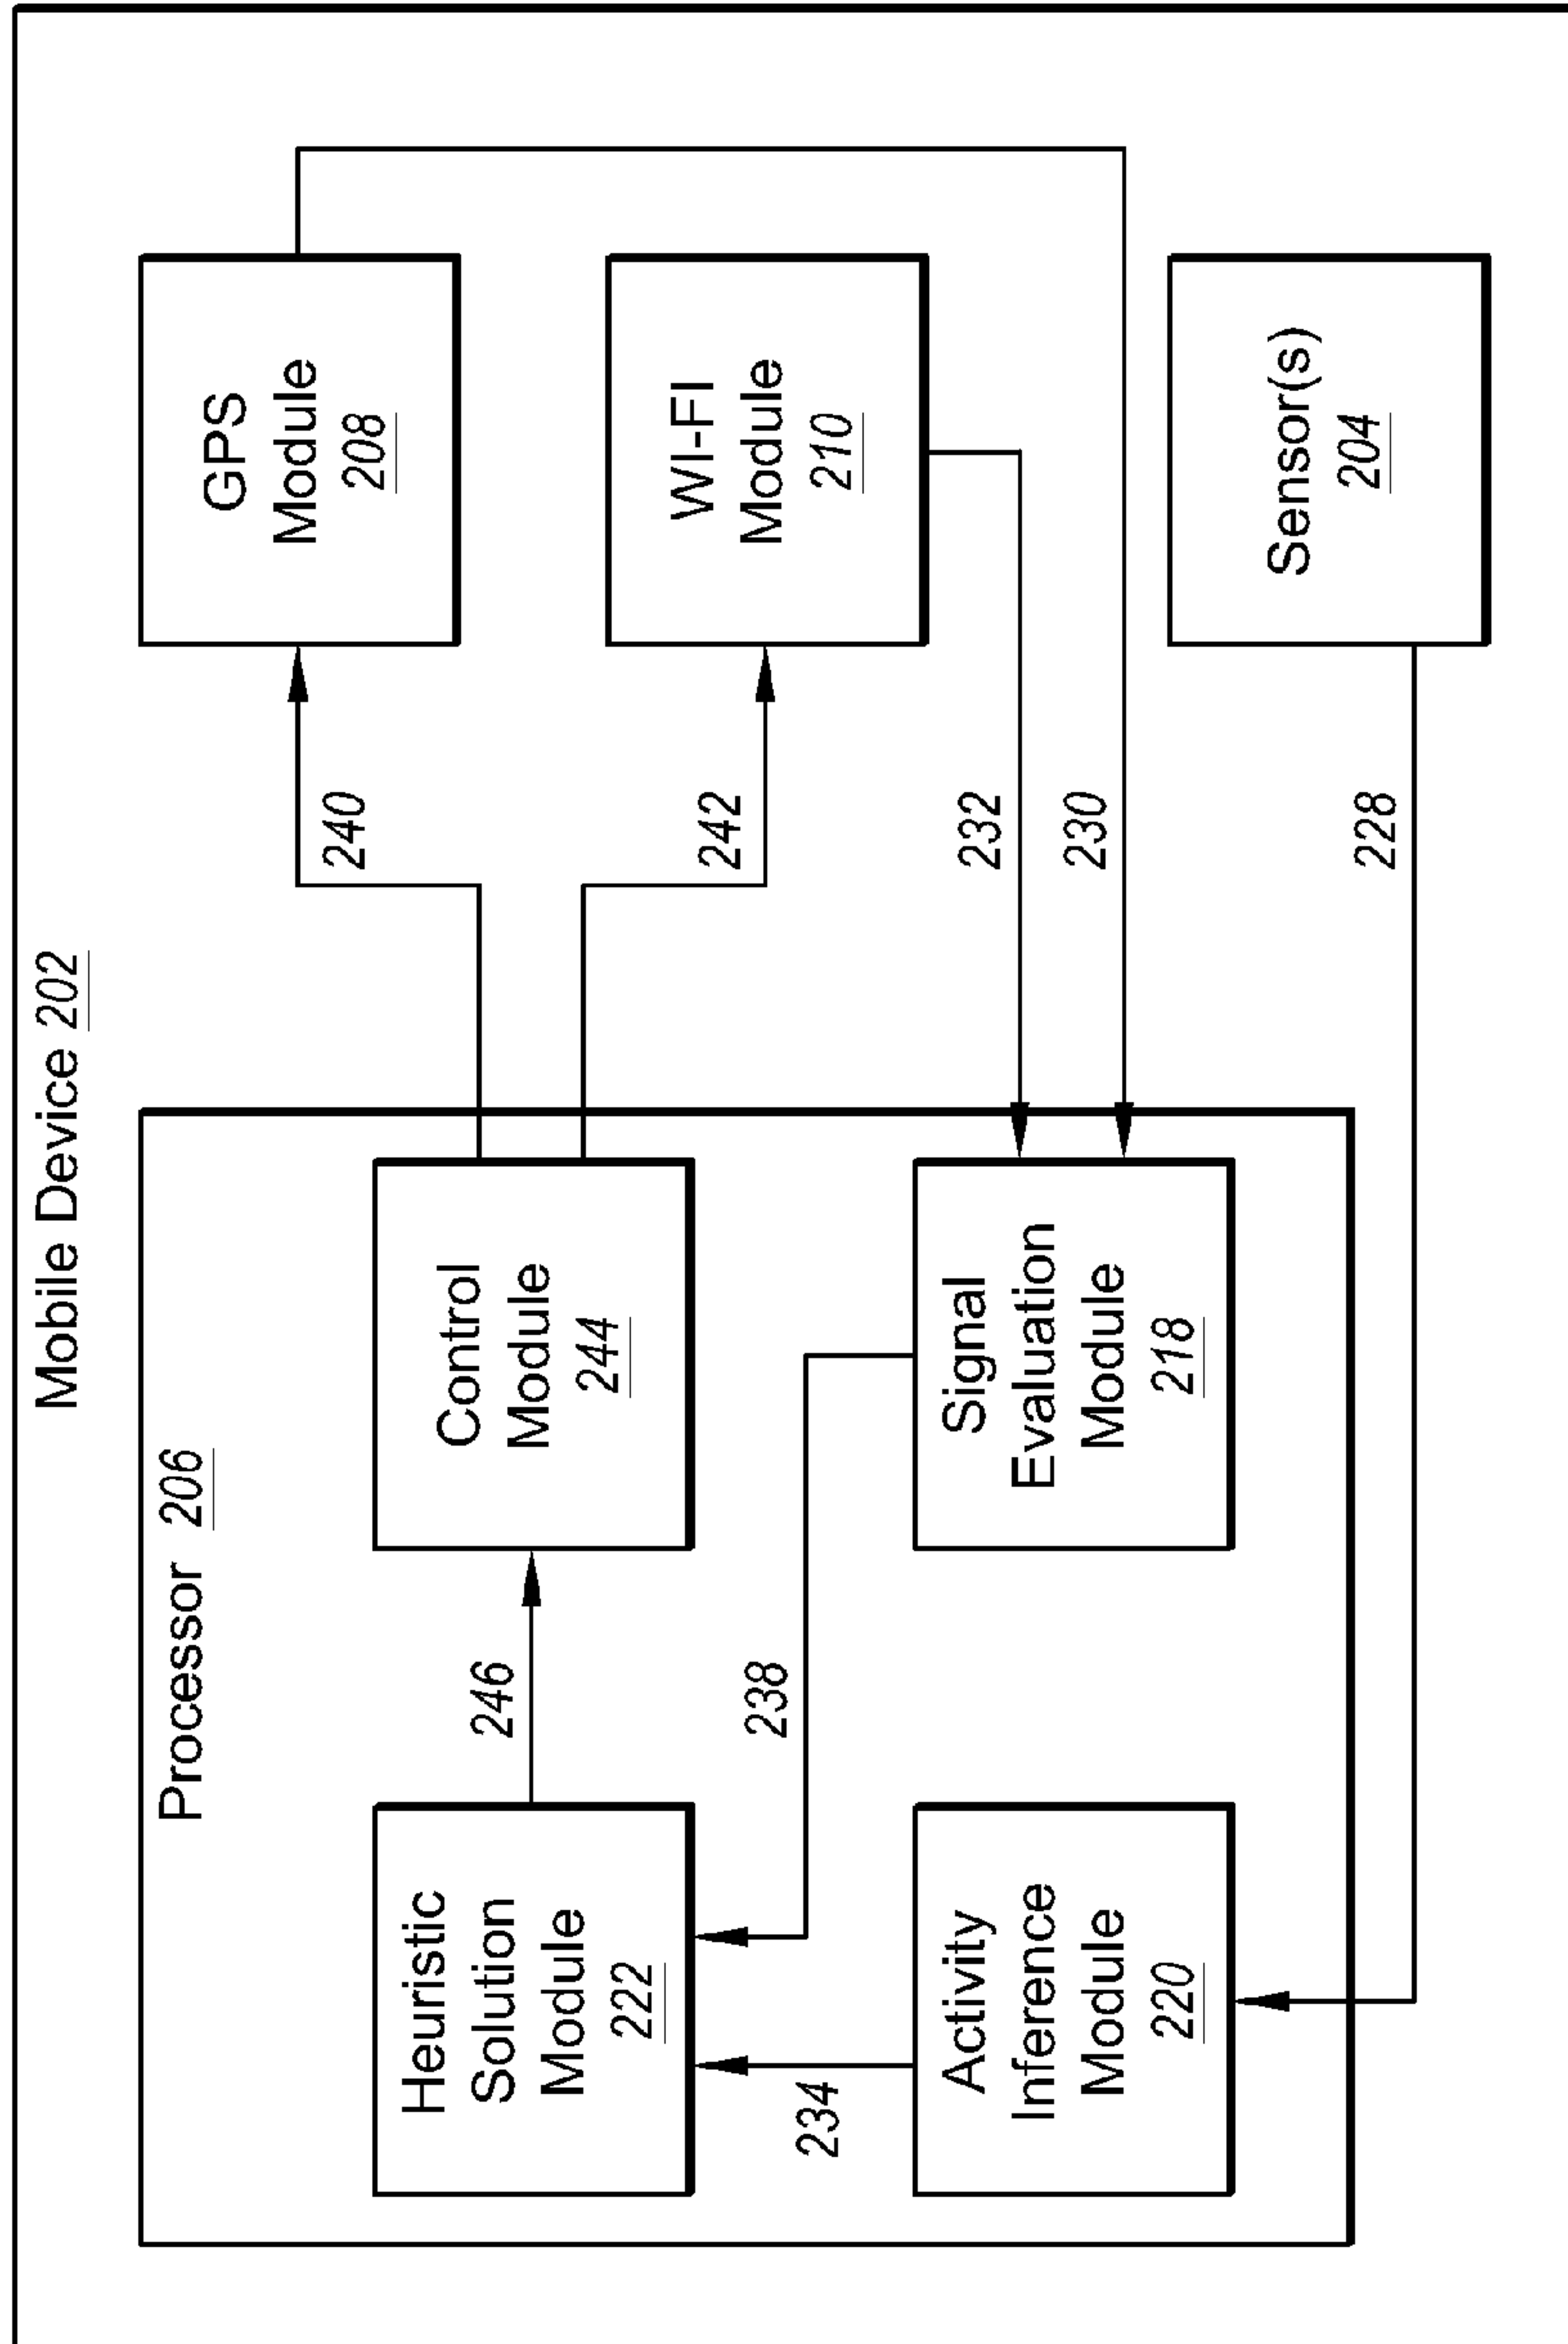 Mobile Device 202
Processor 206
Heuristic
Solution
Module
222
246
Control
Module
244
240
GPS
Module
208
242
WI-FI
Module
210
234
238
232
230
Activity
Inference
Module
220
Signal
Evaluation
Module
218
228
Sensor(s)
204